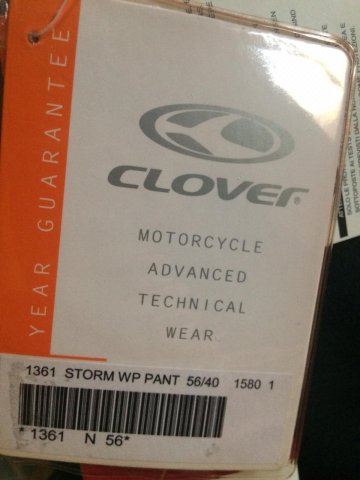 YEAR GUARANTEE
CLOVER®
MOTORCYCLE
ADVANCED
TECHNICAL
WEAR
1361 STORM WP PANT 56/40 1580 1
* 1361 N 56*